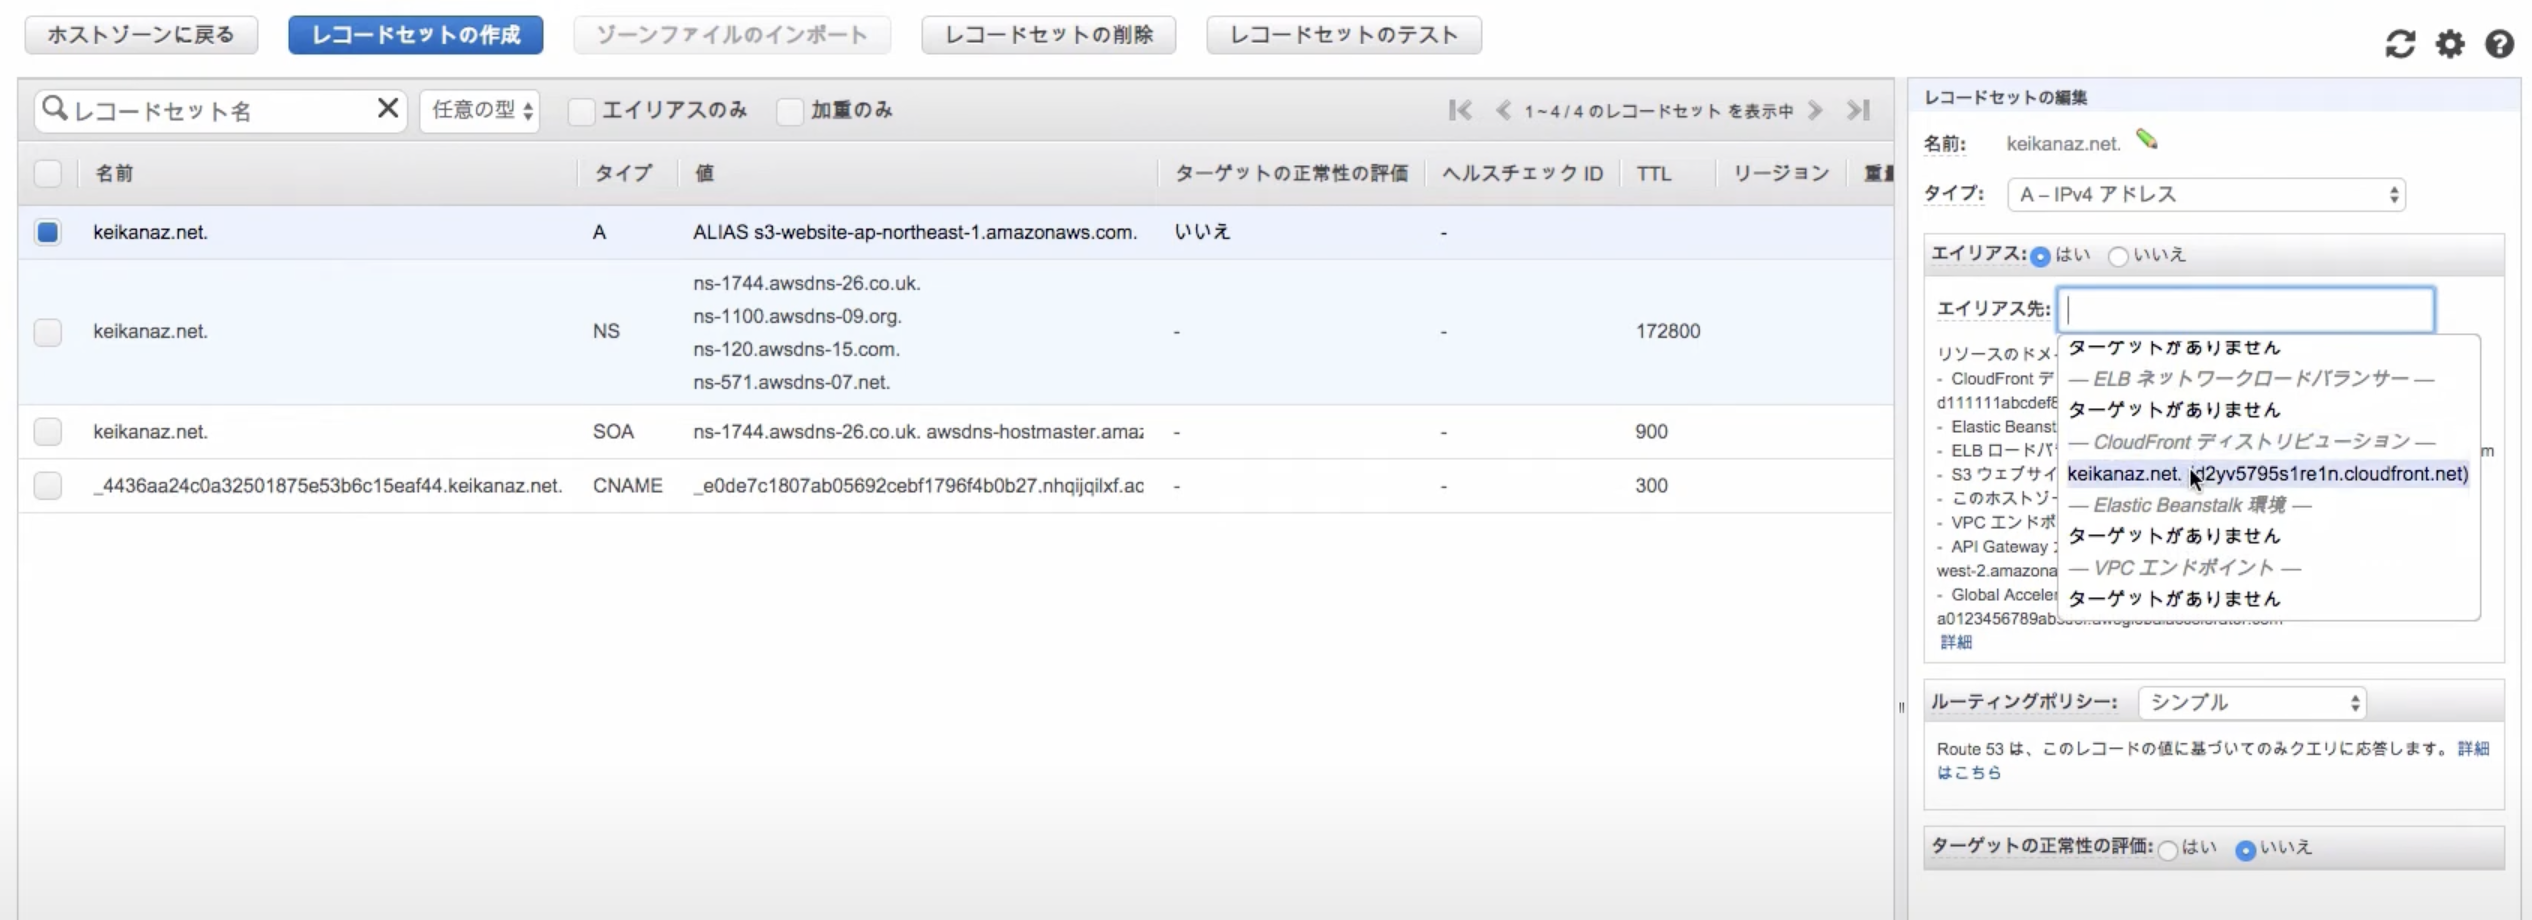 ホストゾーンに戻る レコードセットの作成 ゾーンファイルのインポート レコードセットの削除 レコードセットのテスト
レコードセット名 任意の型 エイリアスのみ 加重のみ 1~4 / 4 のレコードセット を表示中
名前 タイプ 値 ターゲットの正常性の評価 ヘルスチェック ID TTL リージョン 重量
keikanaz.net. A ALIAS s3-website-ap-northeast-1.amazonaws.com. いいえ -
keikanaz.net. NS ns-1744.awsdns-26.co.uk.
ns-1100.awsdns-09.org.
ns-120.awsdns-15.com.
ns-571.awsdns-07.net. - - 172800
keikanaz.net. SOA ns-1744.awsdns-26.co.uk. awsdns-hostmaster.amaz - - 900
_4436aa24c0a32501875e53b6c15eaf44.keikanaz.net. CNAME _e0de7c1807ab05692cebf1796f4b0b27.nhqijqilxf.ac - - 300
レコードセットの編集
名前: keikanaz.net.
タイプ: A – IPv4 アドレス
エイリアス: はい いいえ
エイリアス先:
リソースのドメ
- CloudFront デ
d111111abcdef8
- Elastic Beanst
- ELB ロードバ m
- S3 ウェブサイ
- このホストゾ
- VPC エンドポ
- API Gateway
west-2.amazona
- Global Acceler
a0123456789ab
詳細
ターゲットがありません
— ELB ネットワークロードバランサー —
ターゲットがありません
— CloudFront ディストリビューション —
keikanaz.net. d2yv5795s1re1n.cloudfront.net)
— Elastic Beanstalk 環境 —
ターゲットがありません
— VPC エンドポイント —
ターゲットがありません
ルーティングポリシー: シンプル
Route 53 は、このレコードの値に基づいてのみクエリに応答します。 詳細
はこちら
ターゲットの正常性の評価: はい いいえ